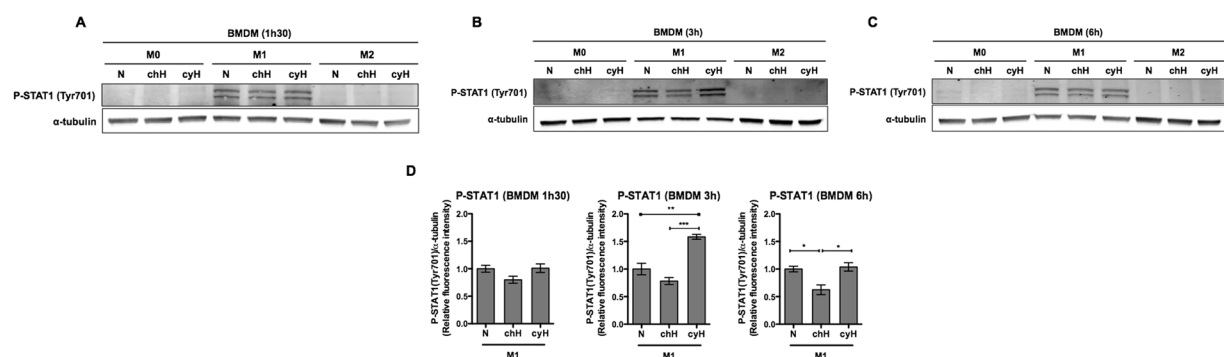 A
BMDM (1h30)
M0 M1 M2
N chH cyH N chH cyH N chH cyH
P-STAT1 (Tyr701)
α-tubulin
B
BMDM (3h)
M0 M1 M2
N chH cyH N chH cyH N chH cyH
P-STAT1 (Tyr701)
α-tubulin
C
BMDM (6h)
M0 M1 M2
N chH cyH N chH cyH N chH cyH
P-STAT1 (Tyr701)
α-tubulin
D
P-STAT1 (BMDM 1h30)
P-STAT1(Tyr701)/α-tubulin
(Relative fluorescence intensity)
2.0
1.5
1.0
0.5
0.0
N chH cyH
M1
P-STAT1 (BMDM 3h)
P-STAT1(Tyr701)/α-tubulin
(Relative fluorescence intensity)
2.0
1.5
1.0
0.5
0.0
**
***
N chH cyH
M1
P-STAT1 (BMDM 6h)
P-STAT1(Tyr701)/α-tubulin
(Relative fluorescence intensity)
2.0
1.5
1.0
0.5
0.0
* *
N chH cyH
M1